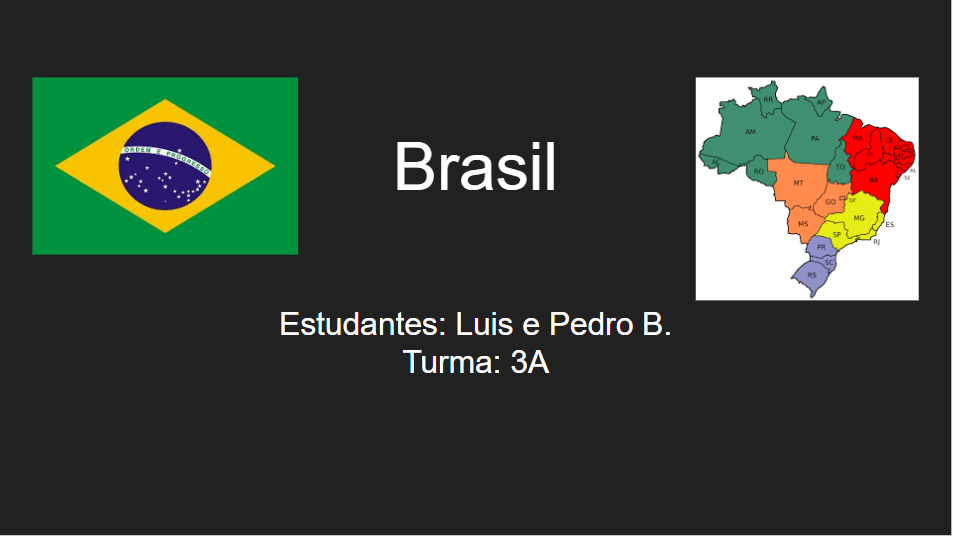 Brasil
Estudantes: Luis e Pedro B.
Turma: 3A
ORDEM E PROGRESSO
RR
AP
AM
PA
MA
CE
PI
AL
SE
TO
RO
BA
MT
GO
DF
MG
MS
ES
SP
RJ
PR
SC
RS